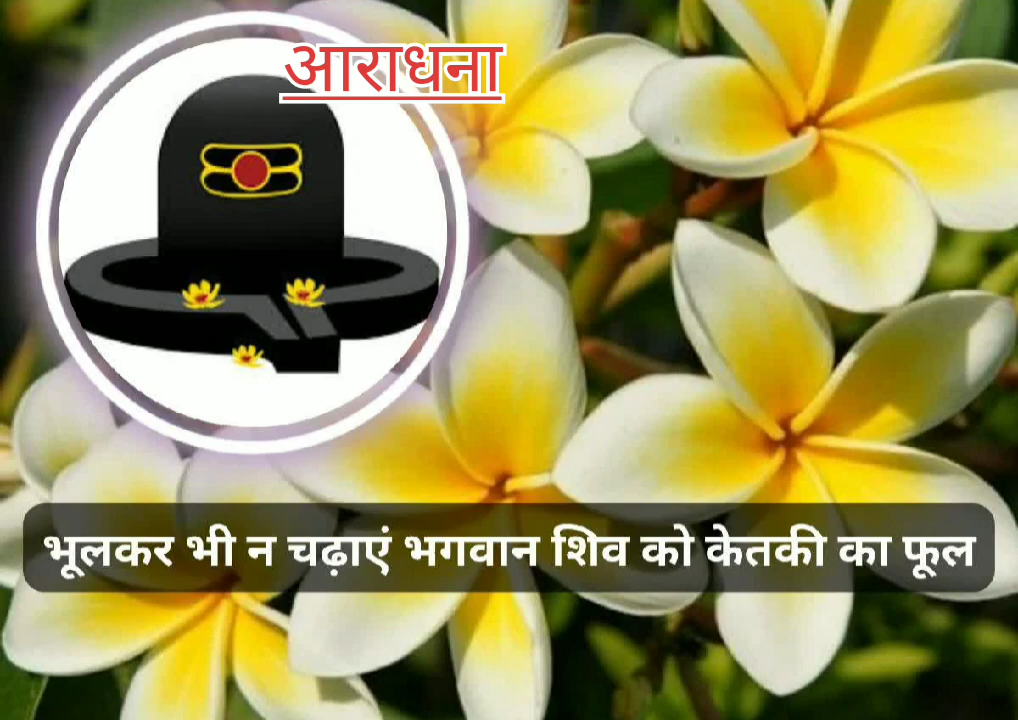 आराधना
भूलकर भी न चढ़ाएं भगवान शिव को केतकी का फूल